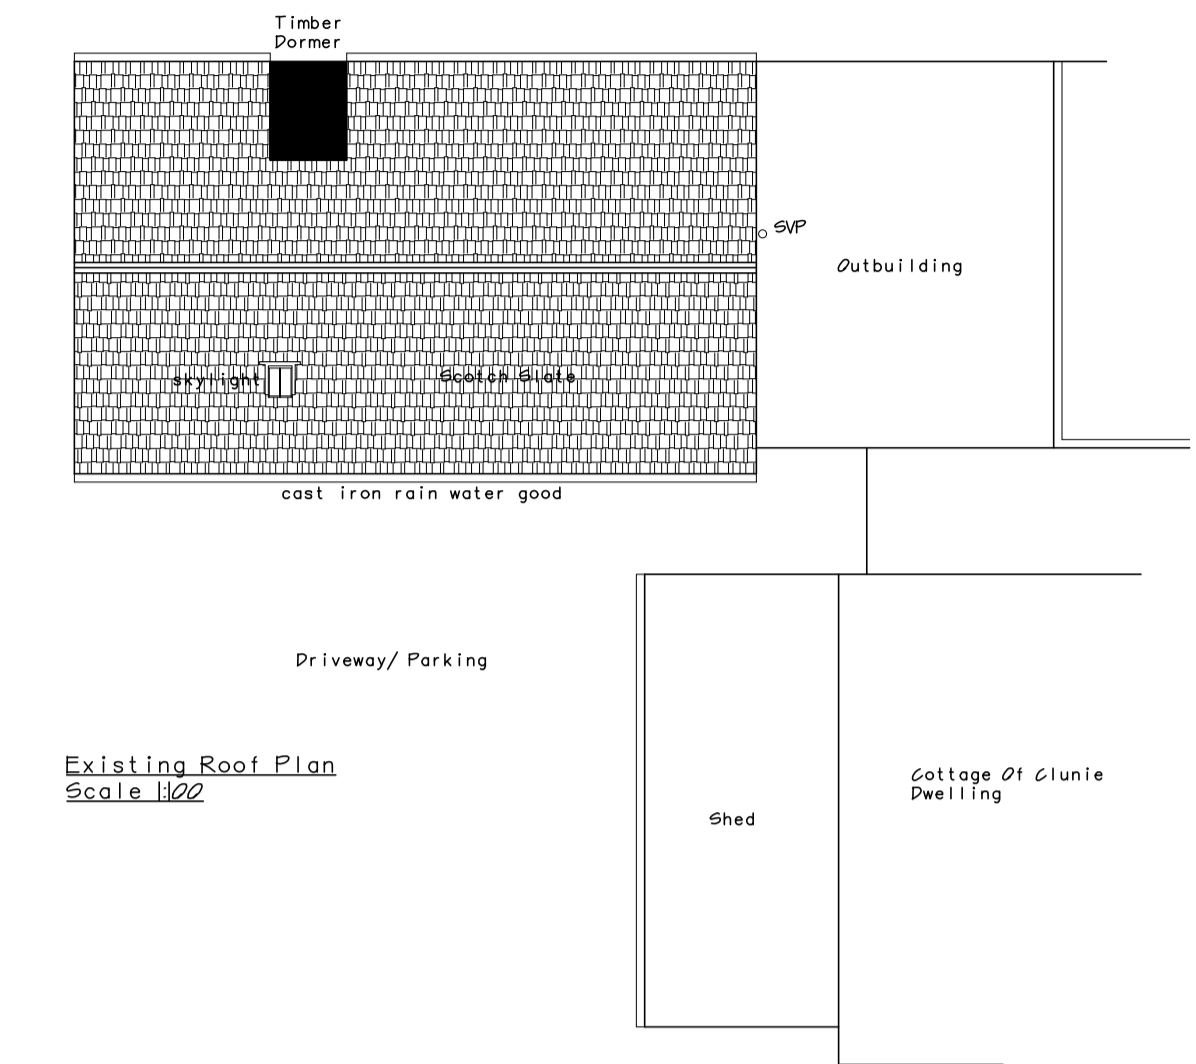 Timber
Dormer
SVP
Outbuilding
skylight
Scotch Slate
cast iron rain water good
Driveway/ Parking
Existing Roof Plan
Scale 1:100
Cottage Of Clunie
Dwelling
Shed